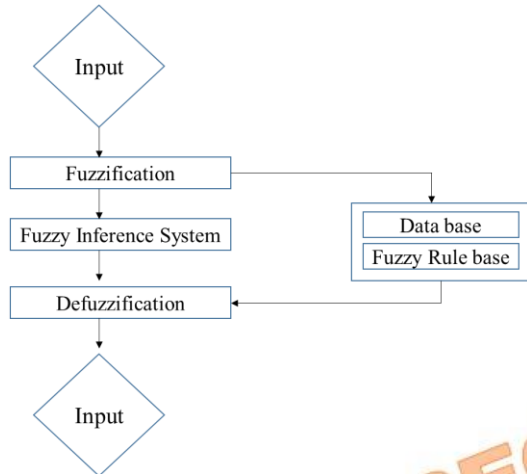 Input
Fuzzification
Fuzzy Inference System
Data base
Fuzzy Rule base
Defuzzification
Input